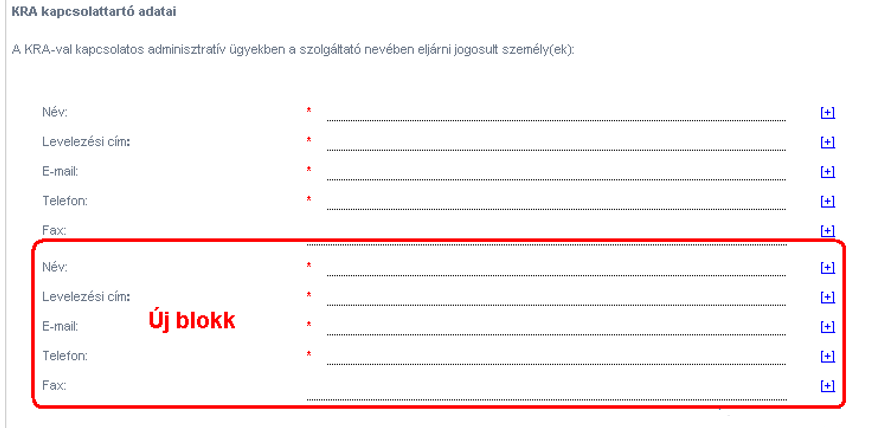 KRA kapcsolattartó adatai
A KRA-val kapcsolatos adminisztratív ügyekben a szolgáltató nevében eljárni jogosult személy(ek):
Név: * [+]
Levelezési cím: * [+]
E-mail: * [+]
Telefon: * [+]
Fax: [+]
Név: * [+]
Levelezési cím: * [+]
Új blokk
E-mail: * [+]
Telefon: * [+]
Fax: [+]